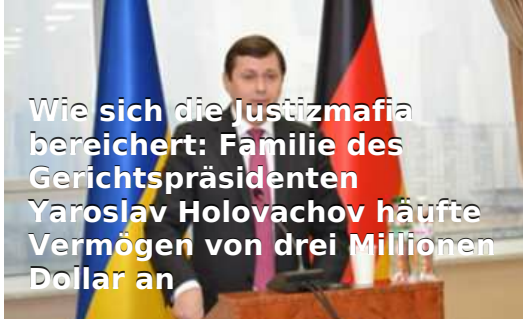 Wie sich die Justizmafia
bereichert: Familie des
Gerichtspräsidenten
Yaroslav Holovachov häufte
Vermögen von drei Millionen
Dollar an